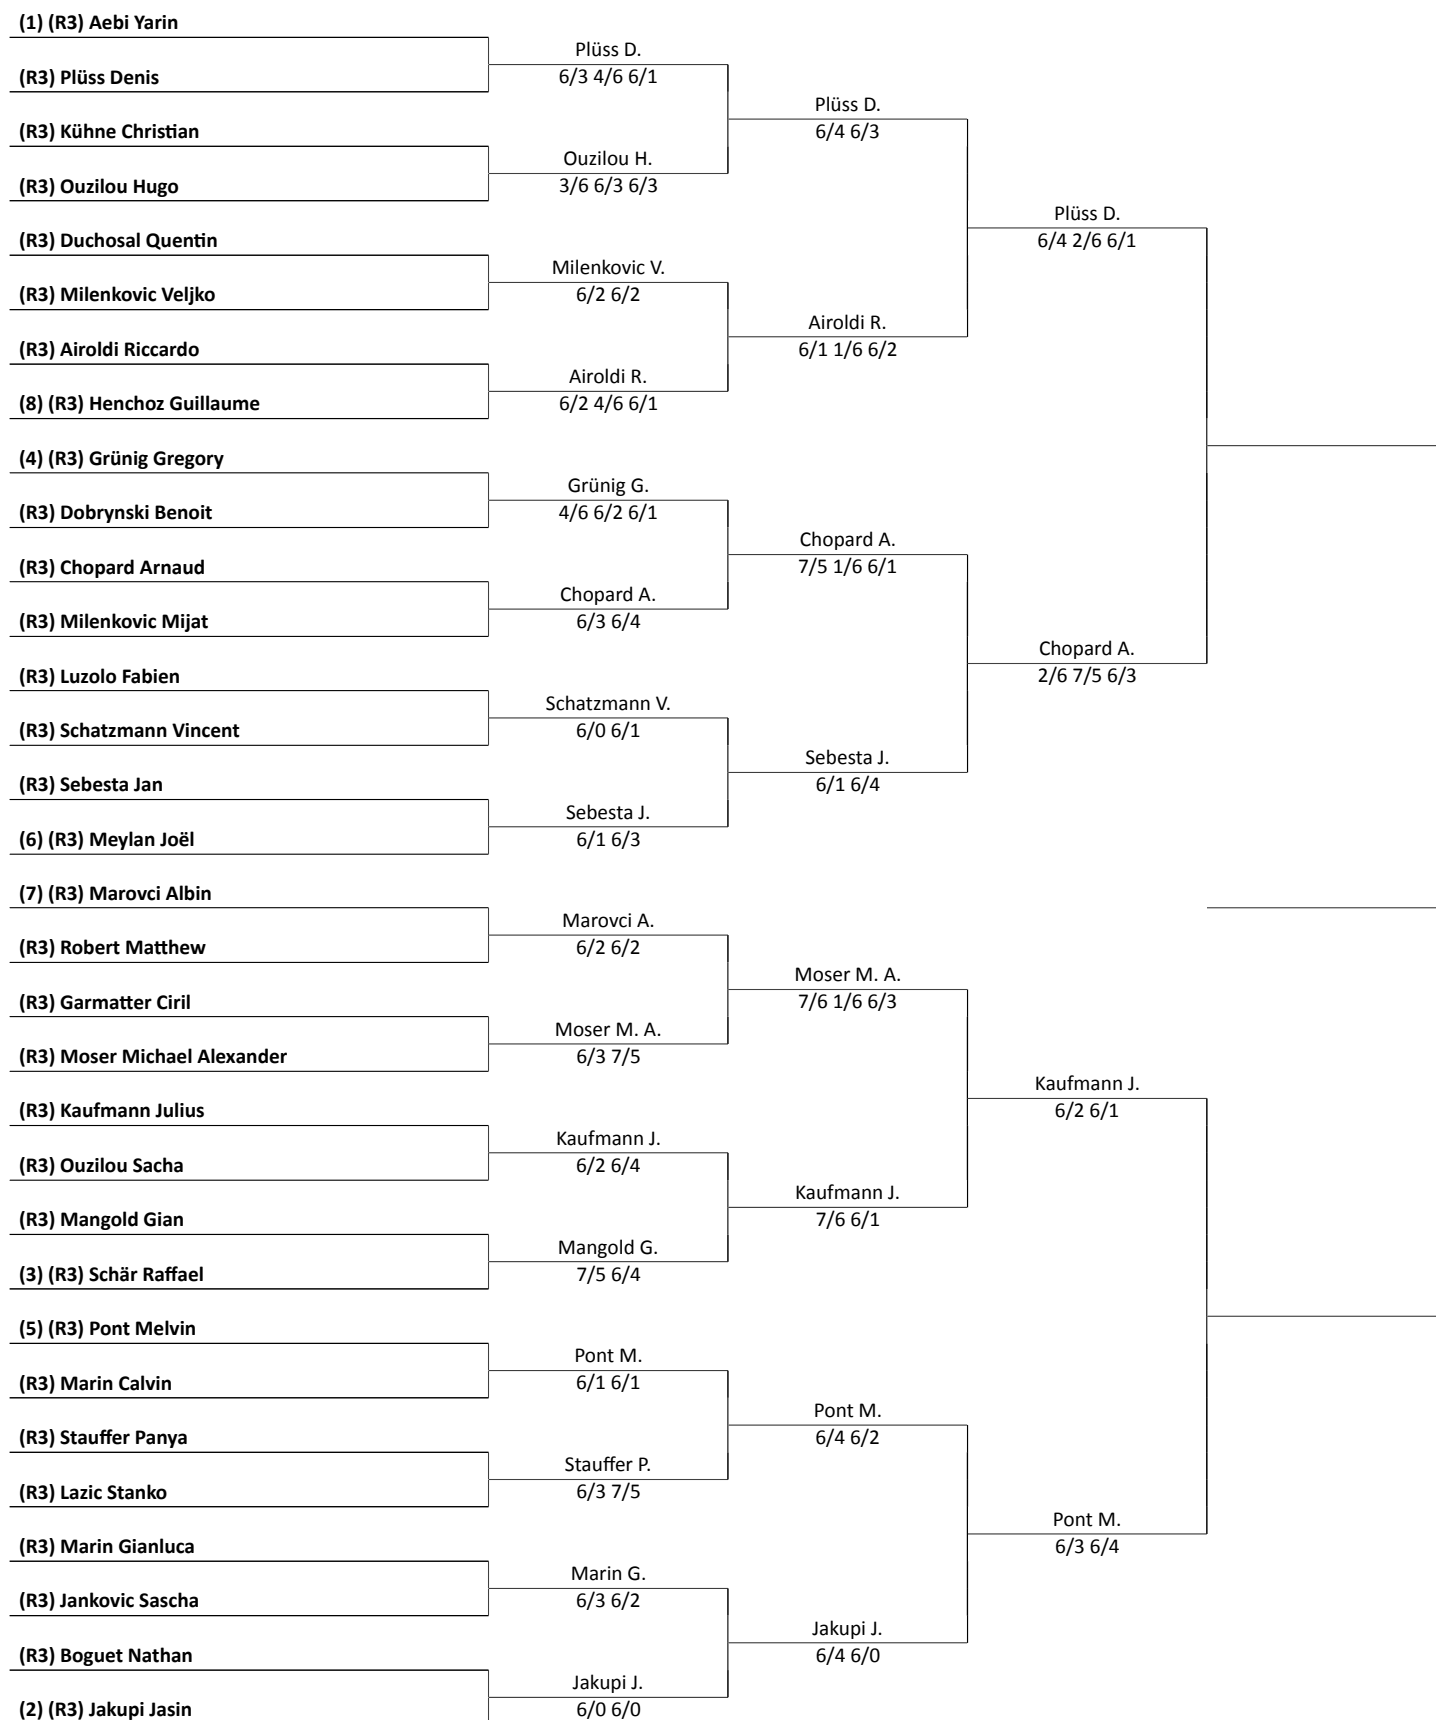 (1) (R3) Aebi Yarin
Plüss D.
(R3) Plüss Denis
6/3 4/6 6/1
Plüss D.
(R3) Kühne Christian
6/4 6/3
Ouzilou H.
(R3) Ouzilou Hugo
3/6 6/3 6/3
Plüss D.
(R3) Duchosal Quentin
6/4 2/6 6/1
Milenkovic V.
(R3) Milenkovic Veljko
6/2 6/2
Airoldi R.
(R3) Airoldi Riccardo
6/1 1/6 6/2
Airoldi R.
(8) (R3) Henchoz Guillaume
6/2 4/6 6/1
(4) (R3) Grünig Gregory
Grünig G.
(R3) Dobrynski Benoit
4/6 6/2 6/1
Chopard A.
(R3) Chopard Arnaud
7/5 1/6 6/1
Chopard A.
(R3) Milenkovic Mijat
6/3 6/4
Chopard A.
(R3) Luzolo Fabien
2/6 7/5 6/3
Schatzmann V.
(R3) Schatzmann Vincent
6/0 6/1
Sebesta J.
(R3) Sebesta Jan
6/1 6/4
Sebesta J.
(6) (R3) Meylan Joël
6/1 6/3
(7) (R3) Marovci Albin
Marovci A.
(R3) Robert Matthew
6/2 6/2
Moser M. A.
(R3) Garmatter Ciril
7/6 1/6 6/3
Moser M. A.
(R3) Moser Michael Alexander
6/3 7/5
Kaufmann J.
(R3) Kaufmann Julius
6/2 6/1
Kaufmann J.
(R3) Ouzilou Sacha
6/2 6/4
Kaufmann J.
(R3) Mangold Gian
7/6 6/1
Mangold G.
(3) (R3) Schär Raffael
7/5 6/4
(5) (R3) Pont Melvin
Pont M.
(R3) Marin Calvin
6/1 6/1
Pont M.
(R3) Stauffer Panya
6/4 6/2
Stauffer P.
(R3) Lazic Stanko
6/3 7/5
Pont M.
(R3) Marin Gianluca
6/3 6/4
Marin G.
(R3) Jankovic Sascha
6/3 6/2
Jakupi J.
(R3) Boguet Nathan
6/4 6/0
Jakupi J.
(2) (R3) Jakupi Jasin
6/0 6/0